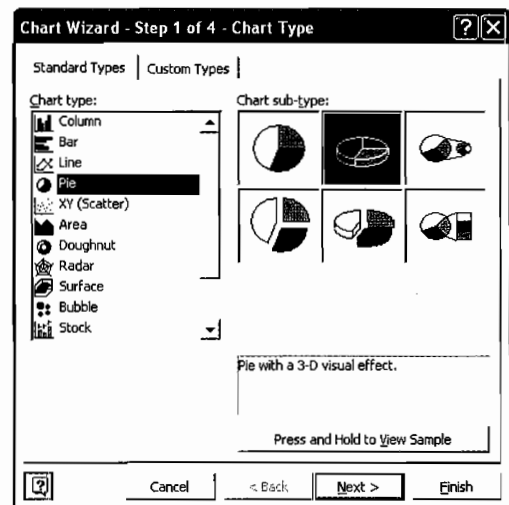 Chart Wizard - Step 1 of 4 - Chart Type
Standard Types Custom Types
Chart type:
Column
Bar
Line
Pie
XY (Scatter)
Area
Doughnut
Radar
Surface
Bubble
Stock
Chart sub-type:
Pie with a 3-D visual effect.
Press and Hold to View Sample
Cancel < Back Next > Finish